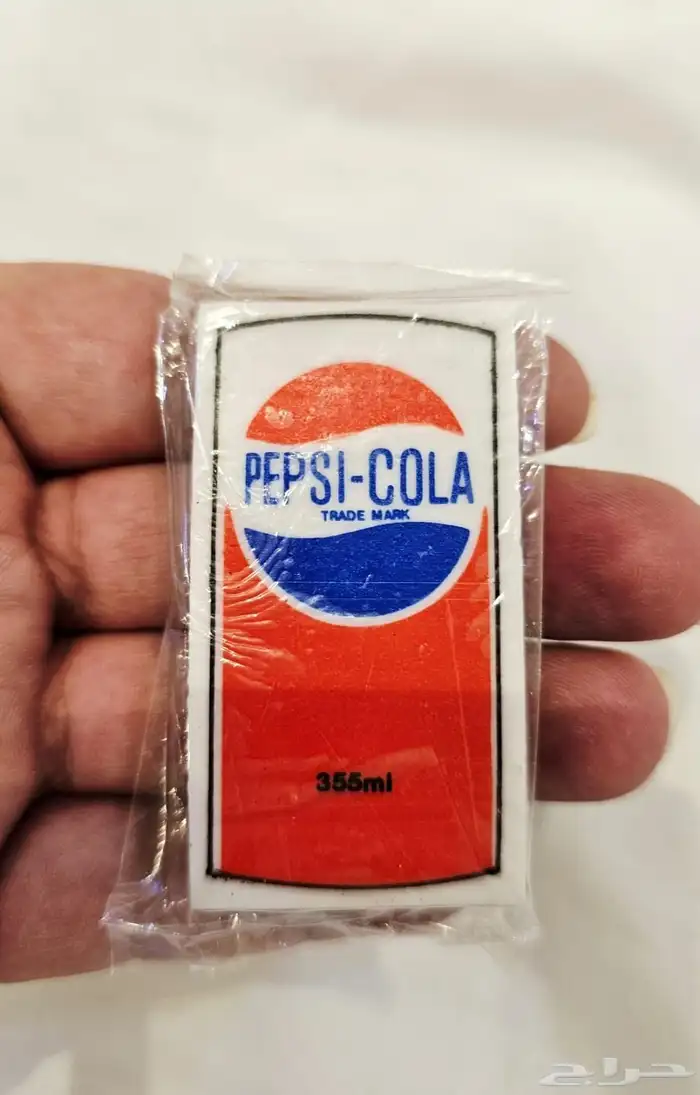 PEPSI-COLA
TRADE MARK
355ml
حراج